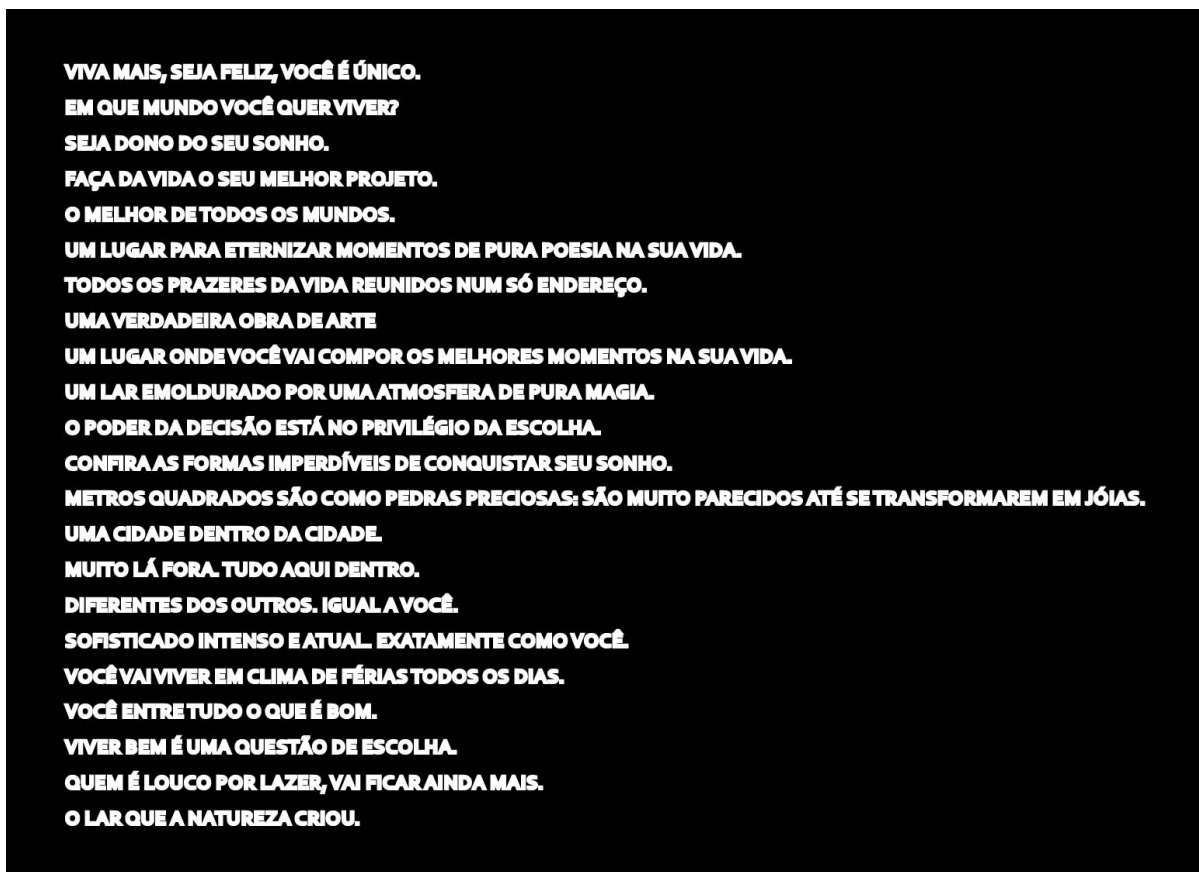 VIVA MAIS, SEJA FELIZ, VOCÊ É ÚNICO.
EM QUE MUNDO VOCÊ QUER VIVER?
SEJA DONO DO SEU SONHO.
FAÇA DA VIDA O SEU MELHOR PROJETO.
O MELHOR DE TODOS OS MUNDOS.
UM LUGAR PARA ETERNIZAR MOMENTOS DE PURA POESIA NA SUA VIDA.
TODOS OS PRAZERES DA VIDA REUNIDOS NUM SÓ ENDEREÇO.
UMA VERDADEIRA OBRA DE ARTE
UM LUGAR ONDE VOCÊ VAI COMPOR OS MELHORES MOMENTOS NA SUA VIDA.
UM LAR EMOLDURADO POR UMA ATMOSFERA DE PURA MAGIA.
O PODER DA DECISÃO ESTÁ NO PRIVILÉGIO DA ESCOLHA.
CONFIRA AS FORMAS IMPERDÍVEIS DE CONQUISTAR SEU SONHO.
METROS QUADRADOS SÃO COMO PEDRAS PRECIOSAS: SÃO MUITO PARECIDOS ATÉ SE TRANSFORMAREM EM JÓIAS.
UMA CIDADE DENTRO DA CIDADE.
MUITO LÁ FORA. TUDO AQUI DENTRO.
DIFERENTES DOS OUTROS. IGUAL A VOCÊ.
SOFISTICADO INTENSO E ATUAL. EXATAMENTE COMO VOCÊ.
VOCÊ VAI VIVER EM CLIMA DE FÉRIAS TODOS OS DIAS.
VOCÊ ENTRE TUDO O QUE É BOM.
VIVER BEM É UMA QUESTÃO DE ESCOLHA.
QUEM É LOUCO POR LAZER, VAI FICAR AINDA MAIS.
O LAR QUE A NATUREZA CRIOU.